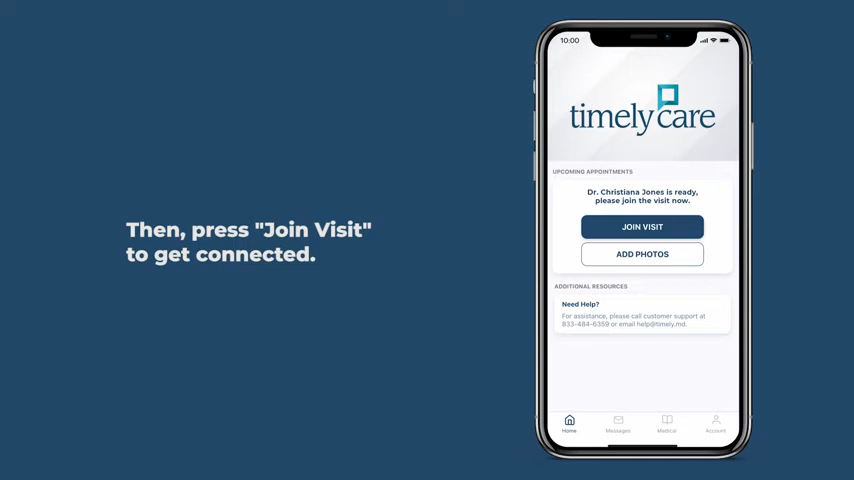 Then, press "Join Visit"
to get connected.
10:00
timely care
UPCOMING APPOINTMENTS
Dr. Christiana Jones is ready,
please join the visit now.
JOIN VISIT
ADD PHOTOS
ADDITIONAL RESOURCES
Need Help?
For assistance, please call customer support at
833-484-6359 or email help@timely.md.
Home Messages Medical Account